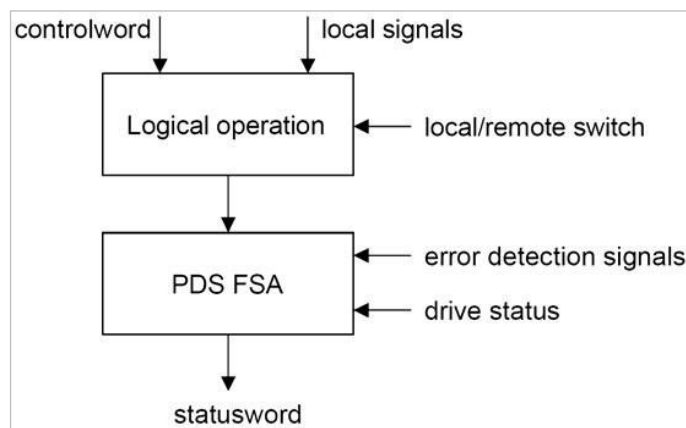 controlword
local signals
Logical operation
local/remote switch
PDS FSA
error detection signals
drive status
statusword